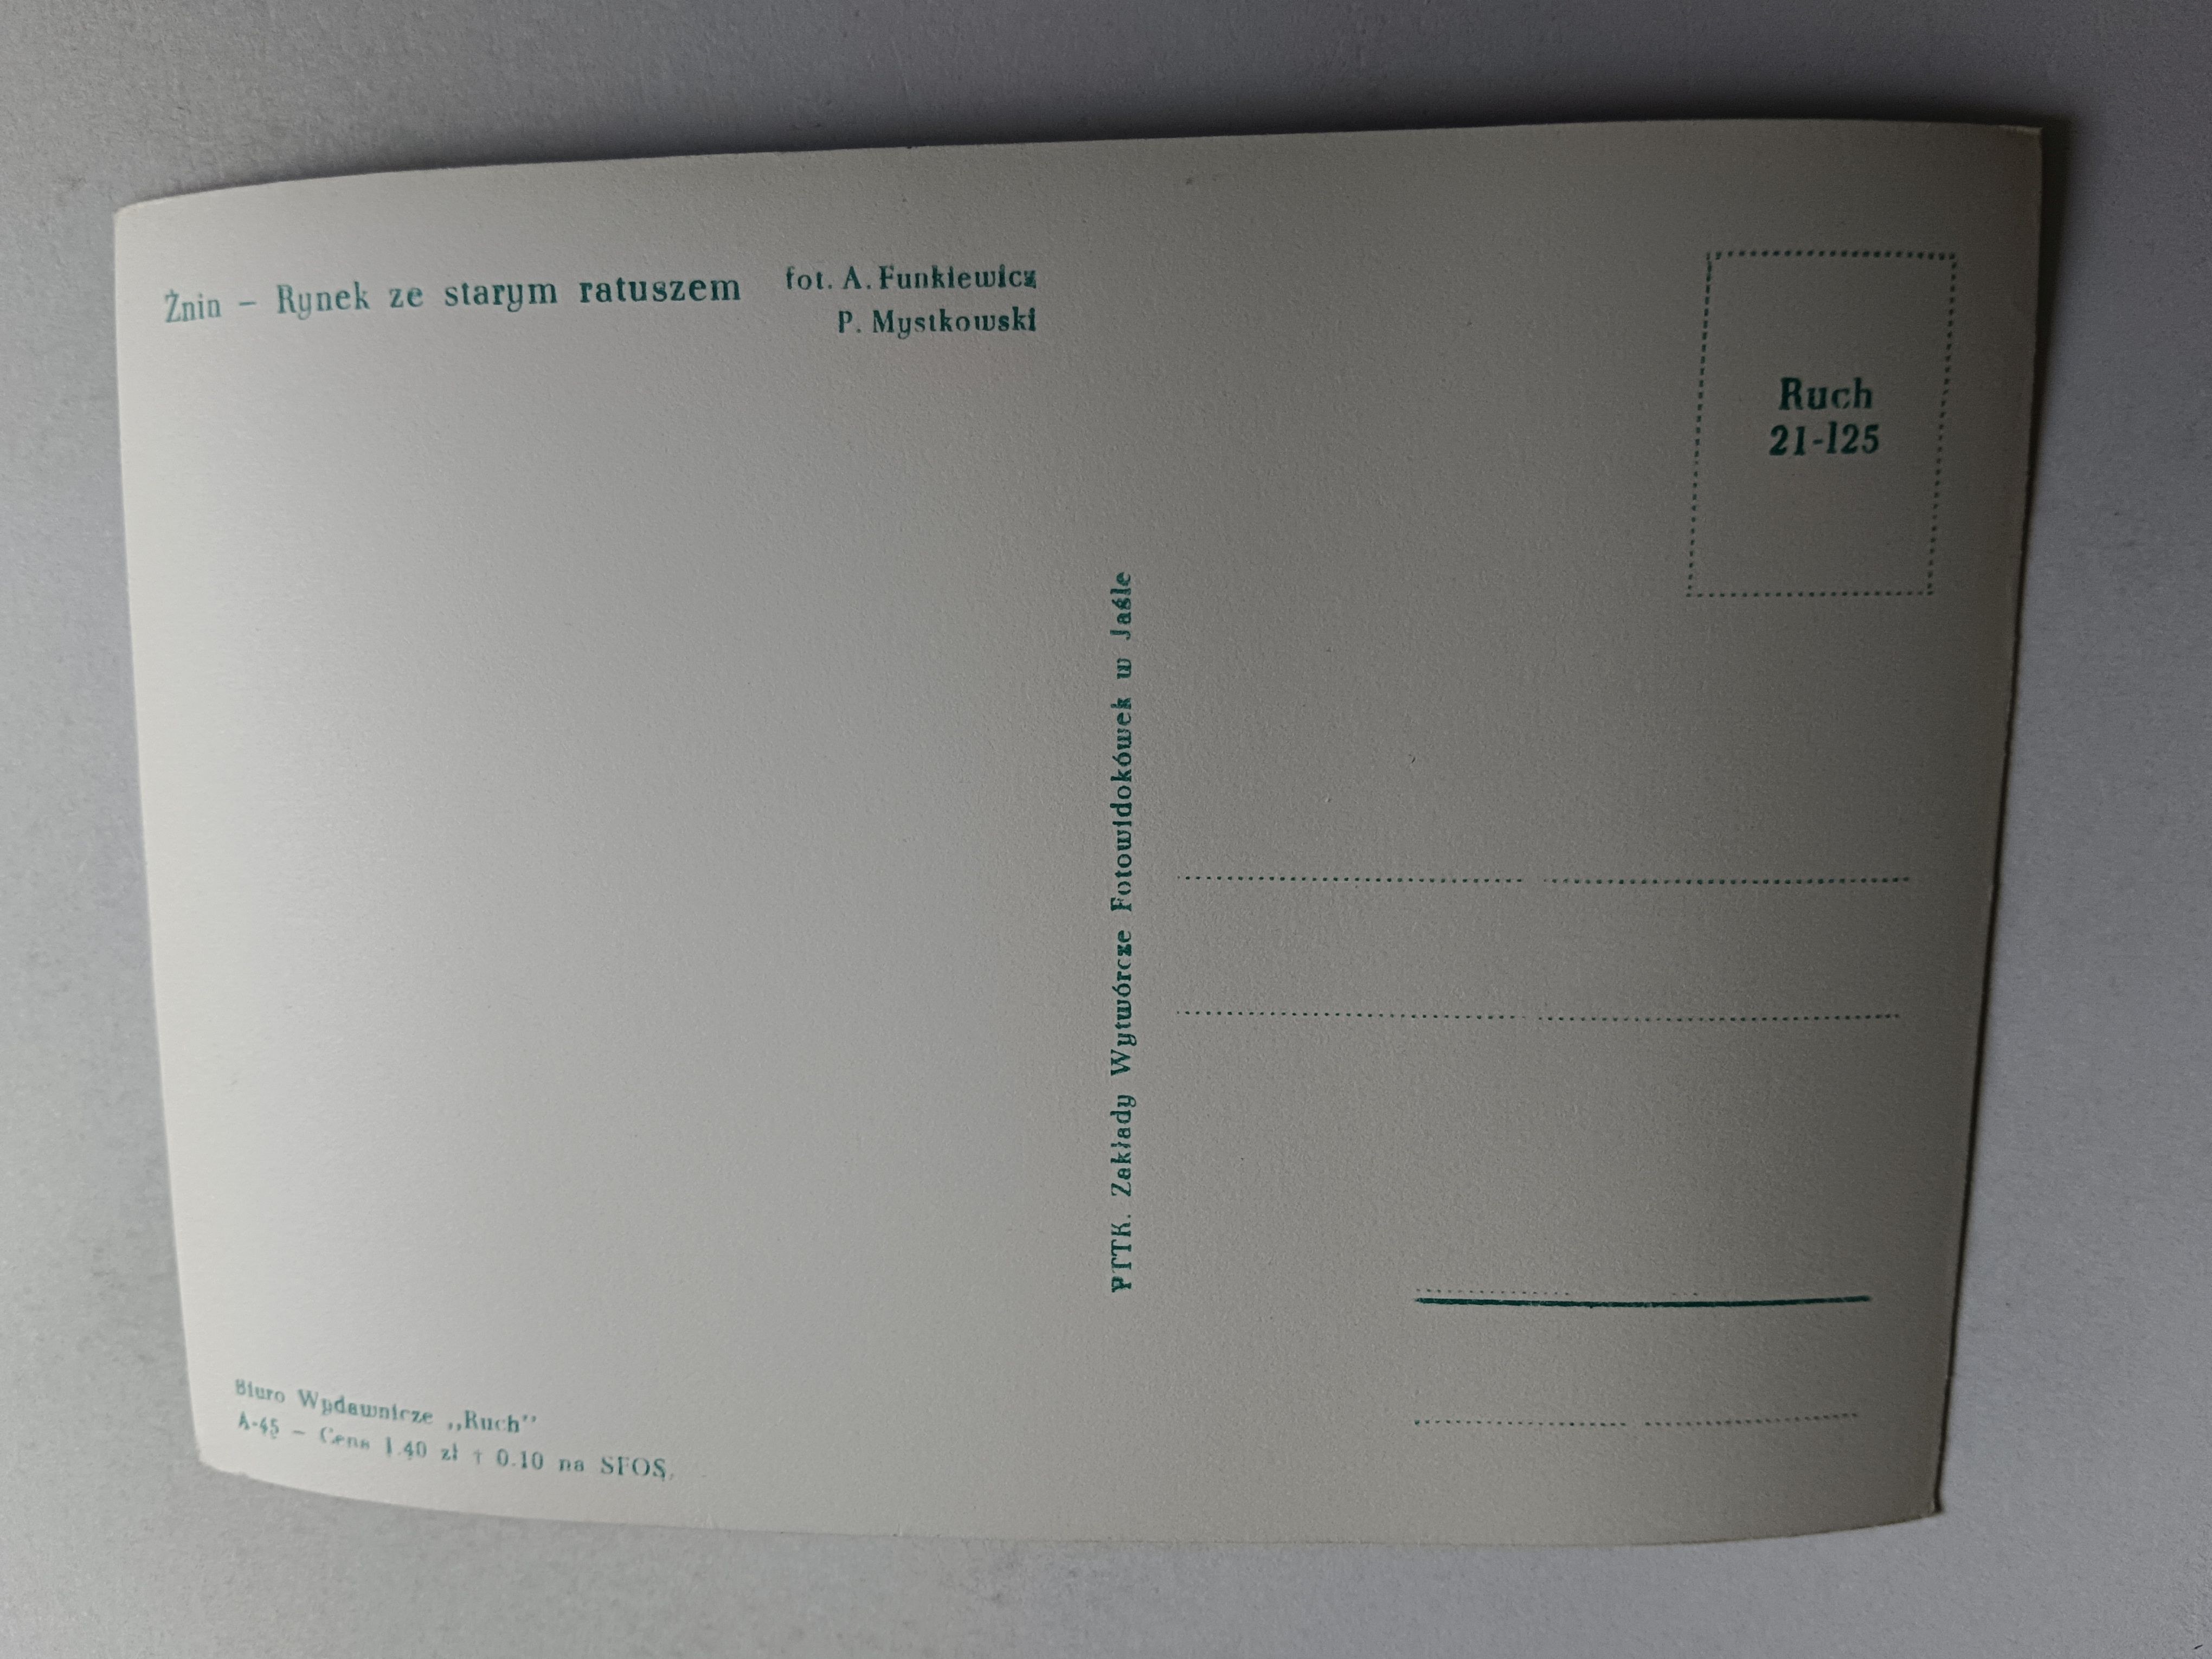 Żnin – Rynek ze starym ratuszem
fot. A. Funkiewicz
P. Mystkowski
Ruch
21-125
PTTK. Zakłady Wytwórcze Fotowidokówek w Jaśle
Biuro Wydawnicze „Ruch”
A-45 – Cena 1.40 zł + 0.10 na SFOS.